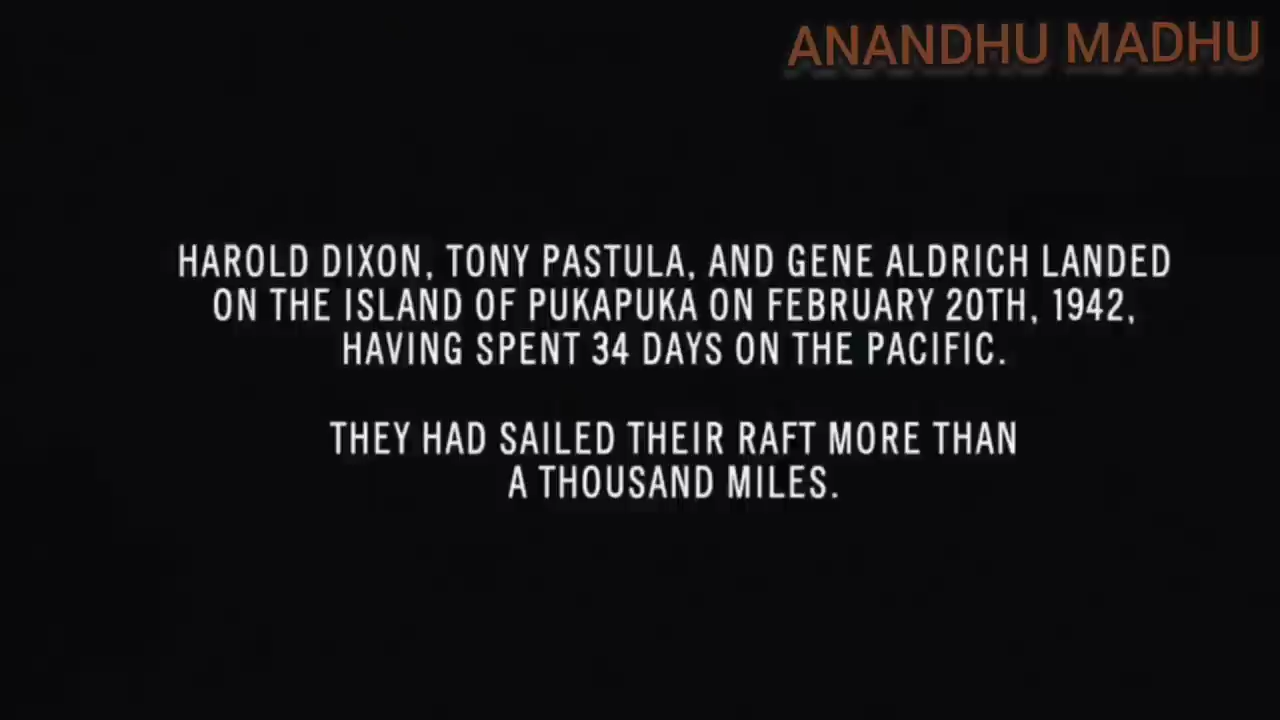 ANANDHU MADHU
HAROLD DIXON, TONY PASTULA, AND GENE ALDRICH LANDED
ON THE ISLAND OF PUKAPUKA ON FEBRUARY 20TH, 1942,
HAVING SPENT 34 DAYS ON THE PACIFIC.
THEY HAD SAILED THEIR RAFT MORE THAN
A THOUSAND MILES.